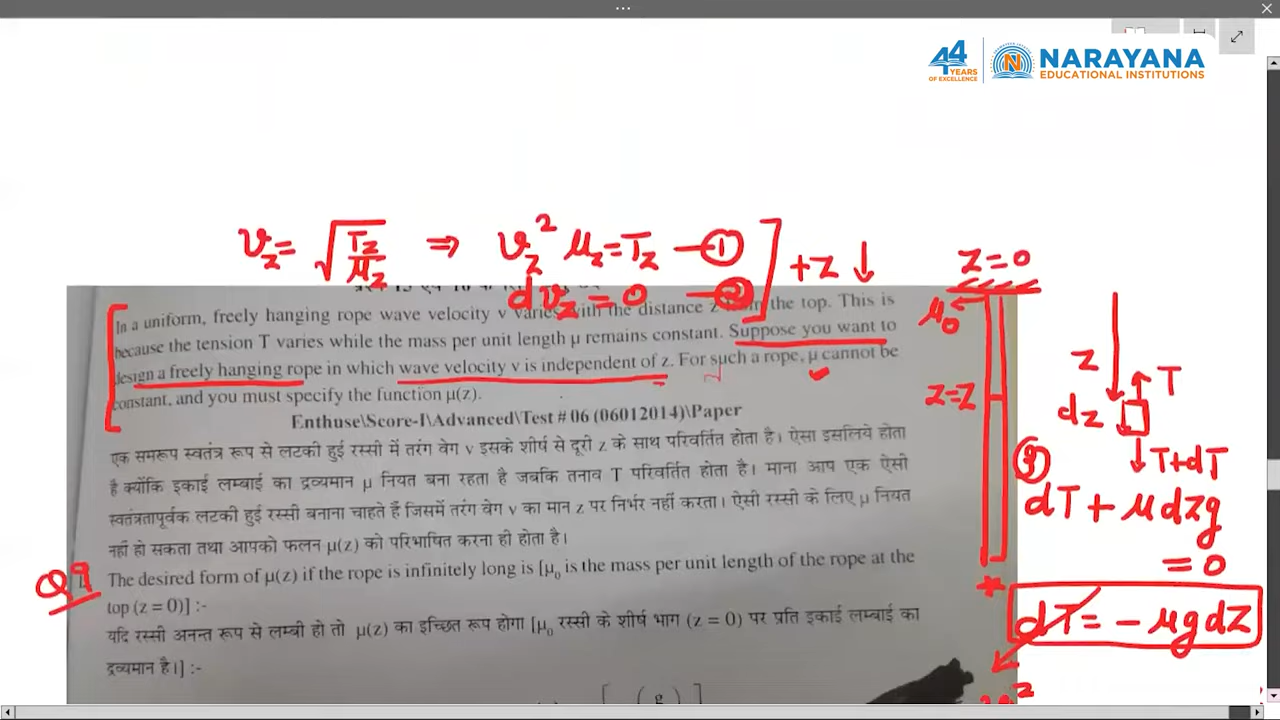 44
YEARS
OF EXCELLENCE
N
NARAYANA
EDUCATIONAL INSTITUTIONS
v_z = √(T_z/μ_z) ⇒ v_z² μ_z = T_z —①
dv_z = 0 —②
+z ↓
z=0
μ₀
z=z
z
dz
T
T+dT
dT + μdzg
= 0
dT = - μgdz
In a uniform, freely hanging rope wave velocity v varies with the distance z from the top. This is
because the tension T varies while the mass per unit length μ remains constant. Suppose you want to
design a freely hanging rope in which wave velocity v is independent of z. For such a rope, μ cannot be
constant, and you must specify the function μ(z).
Enthuse\Score-I\Advanced\Test # 06 (06012014)\Paper
एक समरूप स्वतंत्र रूप से लटकी हुई रस्सी में तरंग वेग v इसके शीर्ष से दूरी z के साथ परिवर्तित होता है। ऐसा इसलिये होता
है क्योंकि इकाई लम्बाई का द्रव्यमान μ नियत बना रहता है जबकि तनाव T परिवर्तित होता है। माना आप एक ऐसी
स्वतंत्रतापूर्वक लटकी हुई रस्सी बनाना चाहते हैं जिसमें तरंग वेग v का मान z पर निर्भर नहीं करता। ऐसी रस्सी के लिए μ नियत
नहीं हो सकता तथा आपको फलन μ(z) को परिभाषित करना ही होता है।
Q9
The desired form of μ(z) if the rope is infinitely long is [μ₀ is the mass per unit length of the rope at the
top (z = 0)] :-
यदि रस्सी अनन्त रूप से लम्बी हो तो μ(z) का इच्छित रूप होगा [μ₀ रस्सी के शीर्ष भाग (z = 0) पर प्रति इकाई लम्बाई का
द्रव्यमान है।] :-